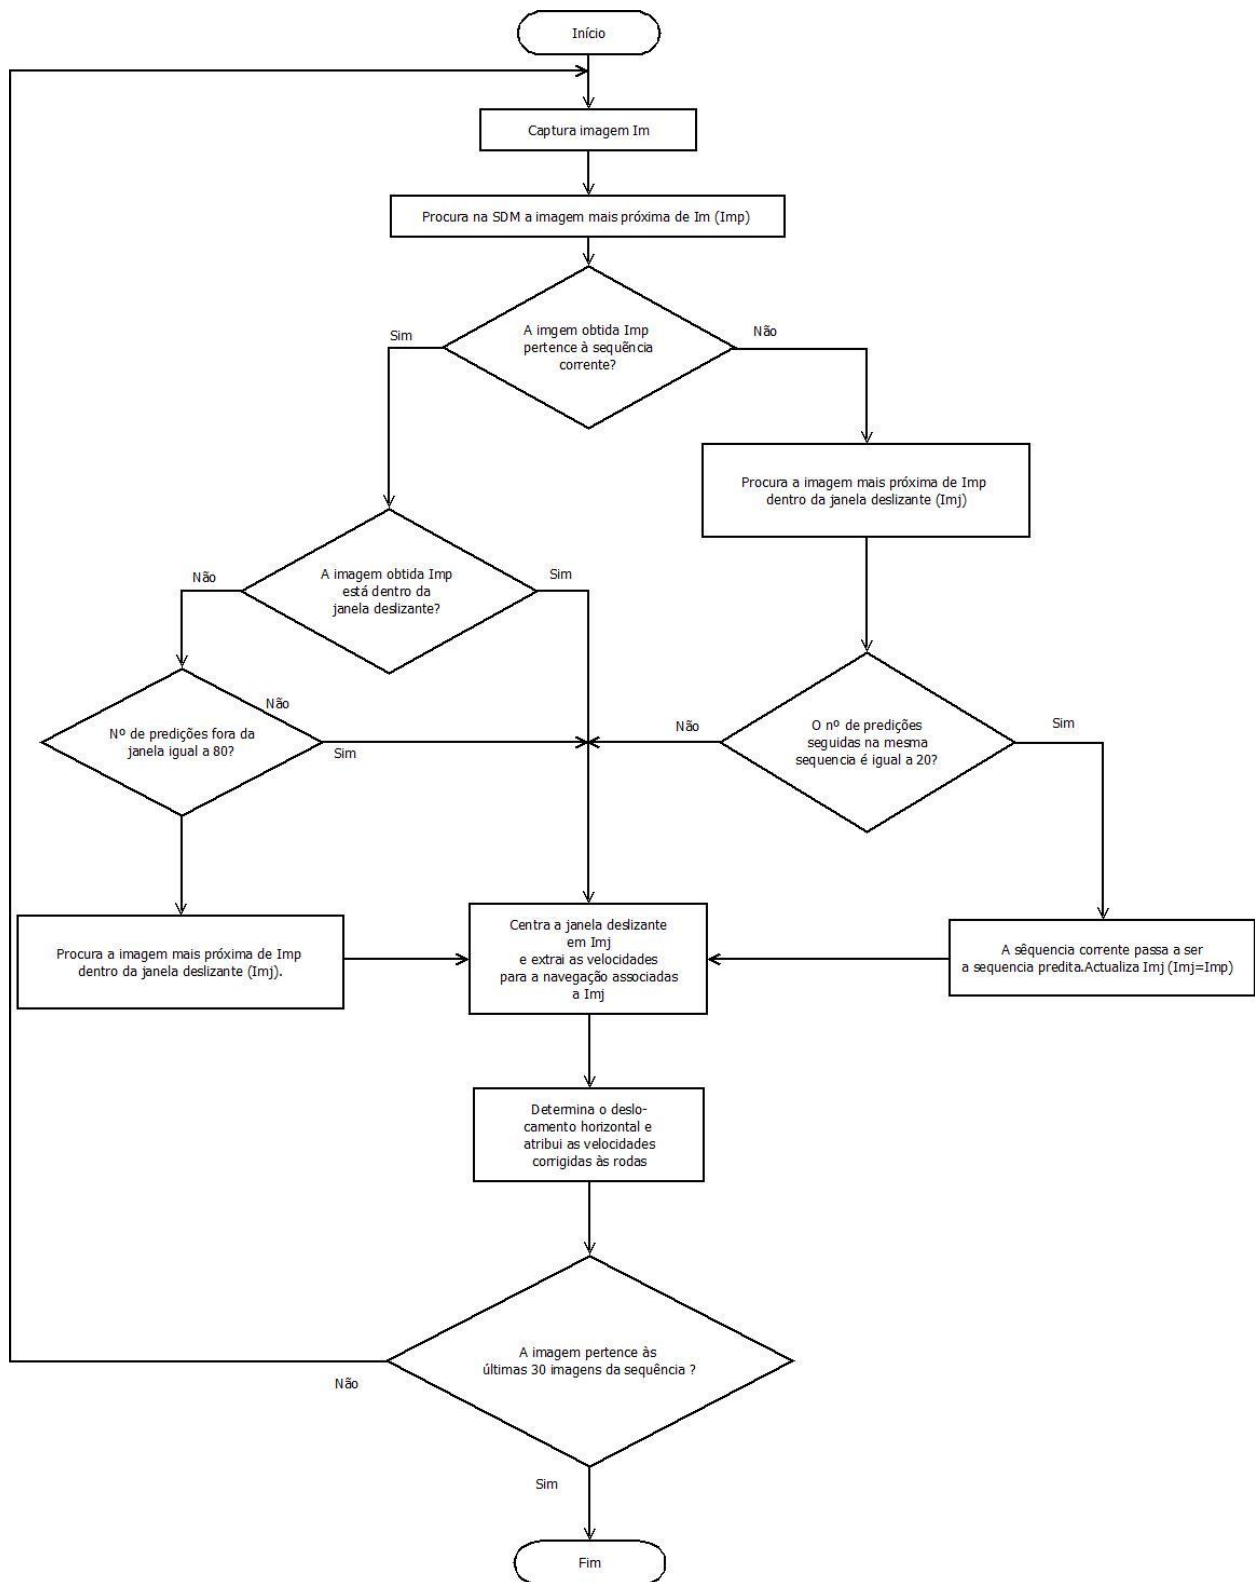 Início
Captura imagem Im
Procura na SDM a imagem mais próxima de Im (Imp)
A imgem obtida Imp
pertence à sequẽncia
corrente?
Sim
Não
Procura a imagem mais próxima de Imp
dentro da janela deslizante (Imj)
A imagem obtida Imp
está dentro da
janela deslizante?
Não
Sim
Nº de predições fora da
janela igual a 80?
Não
Sim
O nº de predições
seguidas na mesma
sequencia é igual a 20?
Não
Sim
Procura a imagem mais próxima de Imp
dentro da janela deslizante (Imj).
Centra a janela deslizante
em Imj
e extrai as velocidades
para a navegação associadas
a Imj
A sêquencia corrente passa a ser
a sequencia predita.Actualiza Imj (Imj=Imp)
Determina o deslo-
camento horizontal e
atribui as velocidades
corrigidas às rodas
A imagem pertence às
últimas 30 imagens da sequência ?
Não
Sim
Fim